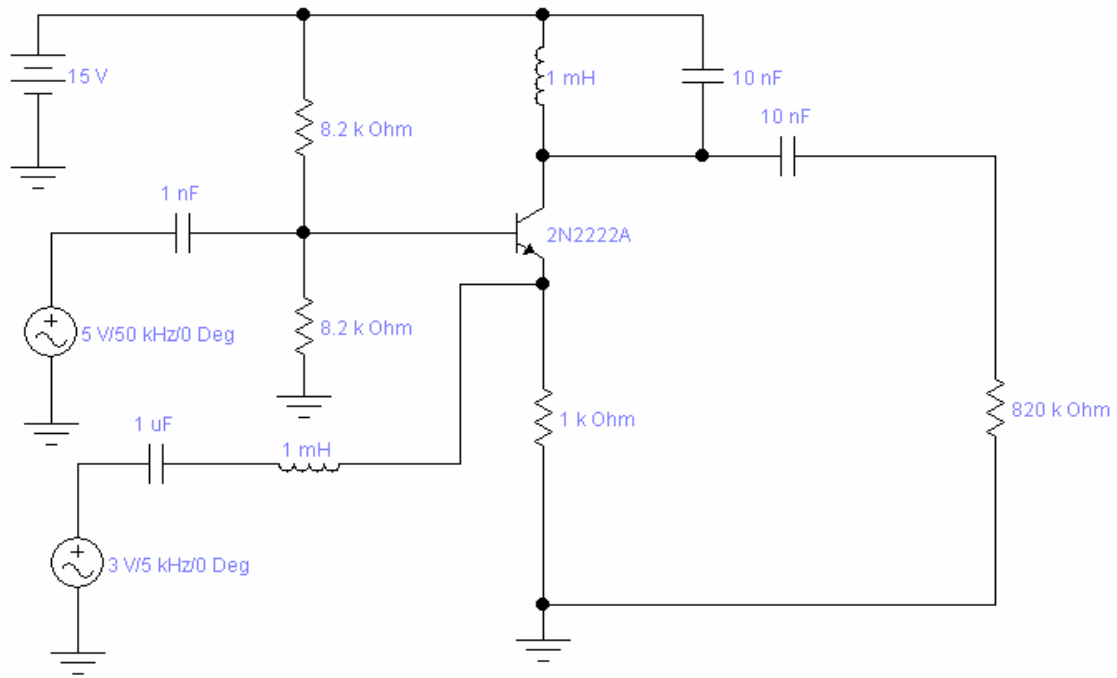 15 V
8.2 k Ohm
1 mH
10 nF
10 nF
1 nF
2N2222A
5 V/50 kHz/0 Deg
8.2 k Ohm
1 uF
1 mH
1 k Ohm
820 k Ohm
3 V/5 kHz/0 Deg